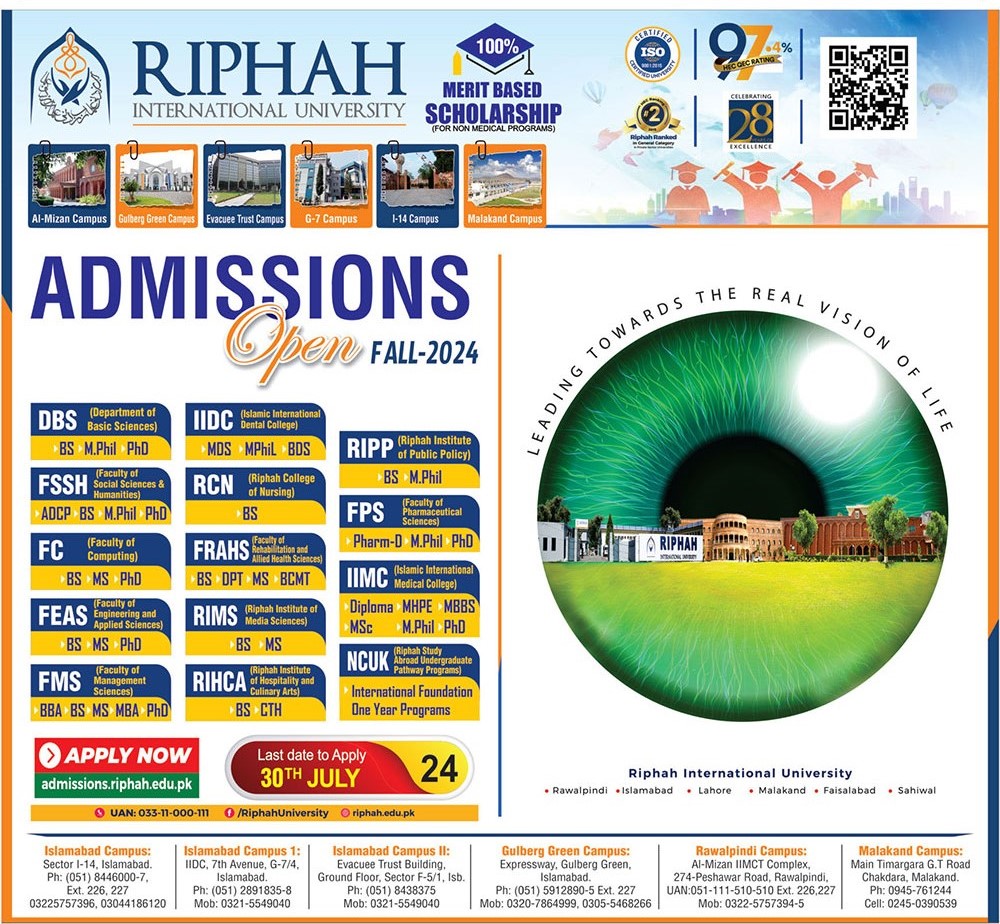 RIPHAH
INTERNATIONAL UNIVERSITY
100%
MERIT BASED
SCHOLARSHIP
(FOR NON MEDICAL PROGRAMS)
CERTIFIED
ISO
9001:2015
CERTIFIED UNIVERSITY
97.4%
HEC QEC RATING
#2
Riphah Ranked
in General Category
CELEBRATING
28
EXCELLENCE
Al-Mizan Campus
Gulberg Green Campus
Evacuee Trust Campus
G-7 Campus
I-14 Campus
Malakand Campus
ADMISSIONS
Open FALL-2024
DBS (Department of
Basic Sciences)
BS M.Phil PhD
FSSH (Faculty of
Social Sciences &
Humanities)
ADCP BS M.Phil PhD
FC (Faculty of
Computing)
BS MS PhD
FEAS (Faculty of
Engineering and
Applied Sciences)
BS MS PhD
FMS (Faculty of
Management
Sciences)
BBA BS MS MBA PhD
IIDC (Islamic International
Dental College)
MDS MPhiL BDS
RCN (Riphah College
of Nursing)
BS
FRAHS (Faculty of
Rehabilitation and
Allied Health Sciences)
BS DPT MS BCMT
RIMS (Riphah Institute of
Media Sciences)
BS MS
RIHCA (Riphah Institute
of Hospitality and
Culinary Arts)
BS CTH
RIPP (Riphah Institute
of Public Policy)
BS M.Phil
FPS (Faculty of
Pharmaceutical
Sciences)
Pharm-D M.Phil PhD
IIMC (Islamic International
Medical College)
Diploma MHPE MBBS
MSc M.Phil PhD
NCUK (Riphah Study
Abroad Undergraduate
Pathway Programs)
International Foundation
One Year Programs
LEADING TOWARDS THE REAL VISION OF LIFE
RIPHAH
INTERNATIONAL UNIVERSITY
APPLY NOW
admissions.riphah.edu.pk
Last date to Apply
30TH JULY 24
UAN: 033-11-000-111 /RiphahUniversity riphah.edu.pk
Riphah International University
• Rawalpindi • Islamabad • Lahore • Malakand • Faisalabad • Sahiwal
Islamabad Campus:
Sector I-14, Islamabad.
Ph: (051) 8446000-7,
Ext. 226, 227
03225757396, 03044186120
Islamabad Campus 1:
IIDC, 7th Avenue, G-7/4,
Islamabad.
Ph: (051) 2891835-8
Mob: 0321-5549040
Islamabad Campus II:
Evacuee Trust Building,
Ground Floor, Sector F-5/1, Isb.
Ph: (051) 8438375
Mob: 0321-5549040
Gulberg Green Campus:
Expressway, Gulberg Green,
Islamabad.
Ph: (051) 5912890-5 Ext. 227
Mob: 0320-7864999, 0305-5468266
Rawalpindi Campus:
Al-Mizan IIMCT Complex,
274-Peshawar Road, Rawalpindi,
UAN:051-111-510-510 Ext. 226,227
Mob: 0322-5757394-5
Malakand Campus:
Main Timargara G.T Road
Chakdara, Malakand.
Ph: 0945-761244
Cell: 0245-0390539